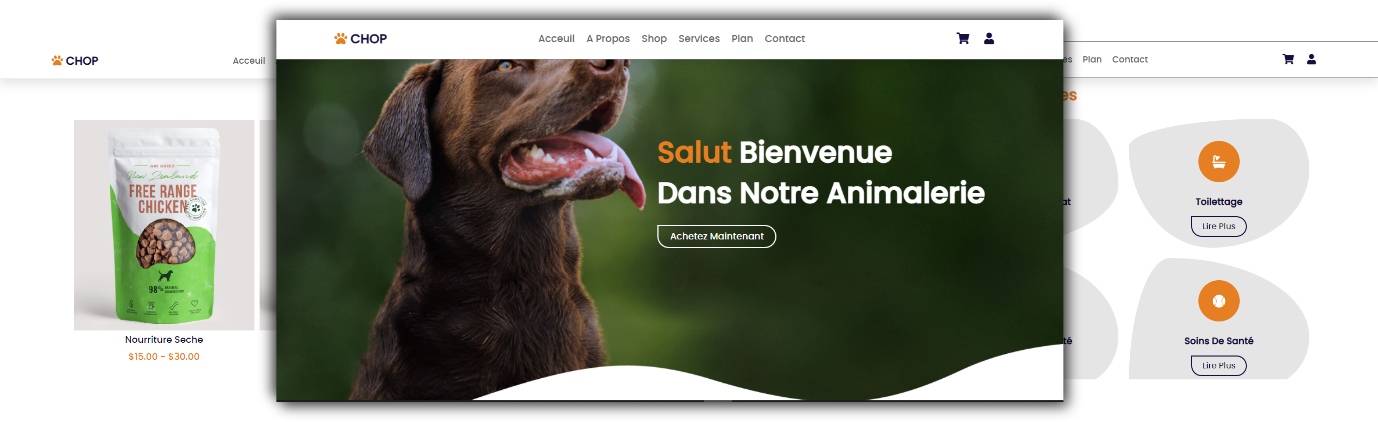 CHOP
Acceuil
A Propos
Shop
Services
Plan
Contact
Salut Bienvenue
Dans Notre Animalerie
Achetez Maintenant
CHOP
Acceuil
New Zealand
FREE RANGE
CHICKEN
98%
Nourriture Seche
$15.00 - $30.00
es
Plan
Contact
es
at
Toilettage
Lire Plus
té
Soins De Santé
Lire Plus